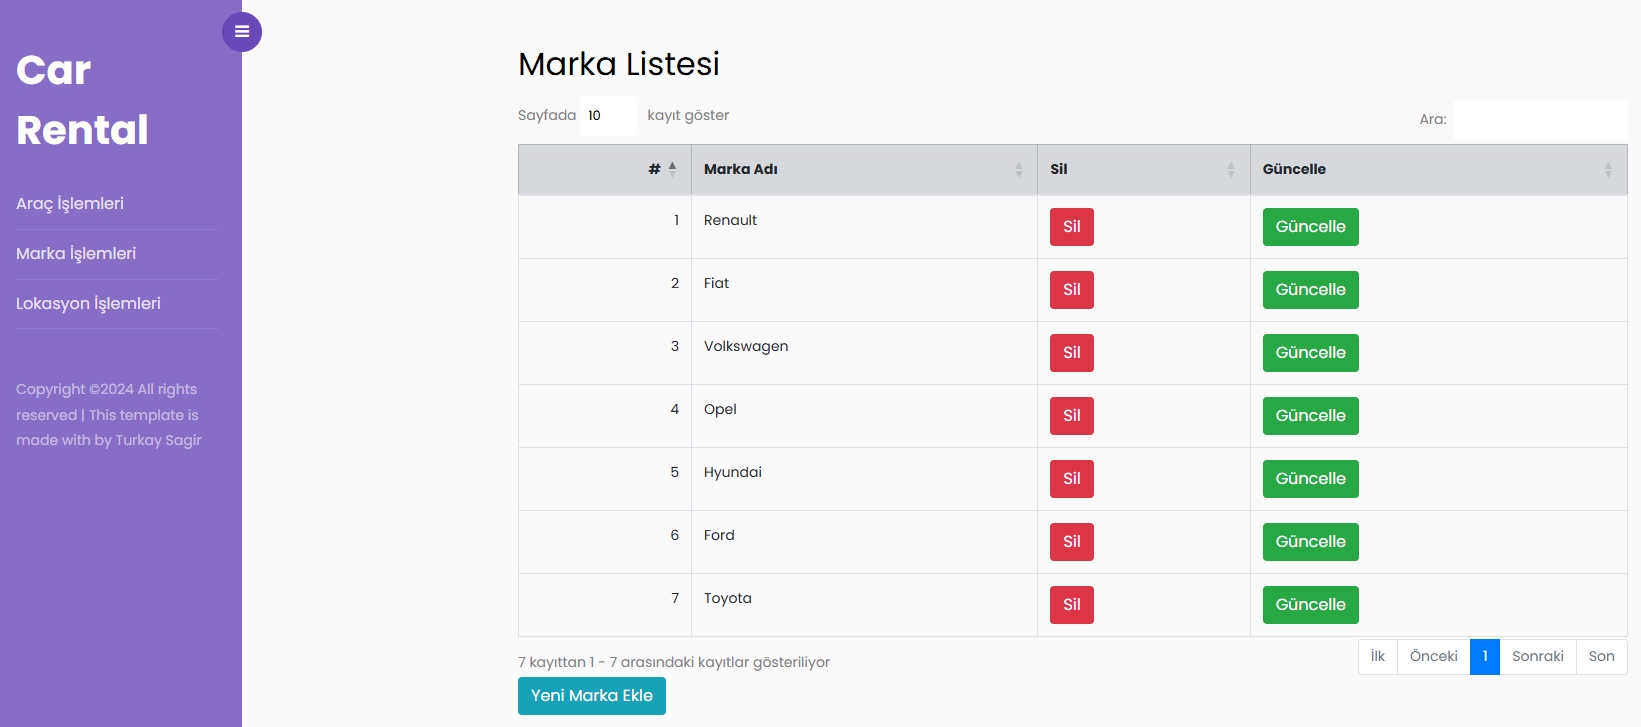 Car
Rental
Araç İşlemleri
Marka İşlemleri
Lokasyon İşlemleri
Copyright ©2024 All rights
reserved | This template is
made with by Turkay Sagir
Marka Listesi
Sayfada 10 kayıt göster
Ara:
# Marka Adı Sil Güncelle
1 Renault Sil Güncelle
2 Fiat Sil Güncelle
3 Volkswagen Sil Güncelle
4 Opel Sil Güncelle
5 Hyundai Sil Güncelle
6 Ford Sil Güncelle
7 Toyota Sil Güncelle
7 kayıttan 1 - 7 arasındaki kayıtlar gösteriliyor
İlk Önceki 1 Sonraki Son
Yeni Marka Ekle